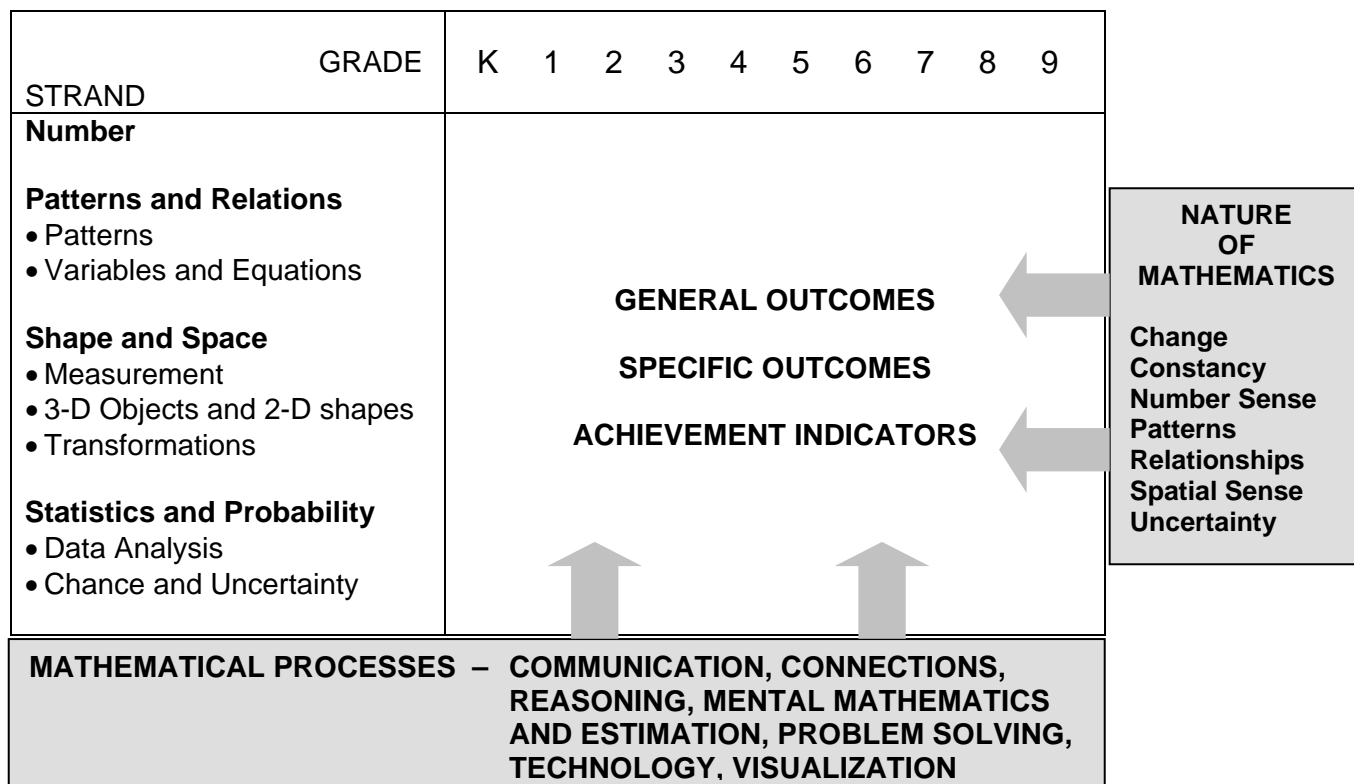 GRADE K 1 2 3 4 5 6 7 8 9
STRAND
Number
Patterns and Relations
• Patterns
• Variables and Equations
Shape and Space
• Measurement
• 3-D Objects and 2-D shapes
• Transformations
Statistics and Probability
• Data Analysis
• Chance and Uncertainty
GENERAL OUTCOMES
SPECIFIC OUTCOMES
ACHIEVEMENT INDICATORS
NATURE
OF
MATHEMATICS
Change
Constancy
Number Sense
Patterns
Relationships
Spatial Sense
Uncertainty
MATHEMATICAL PROCESSES – COMMUNICATION, CONNECTIONS,
REASONING, MENTAL MATHEMATICS
AND ESTIMATION, PROBLEM SOLVING,
TECHNOLOGY, VISUALIZATION